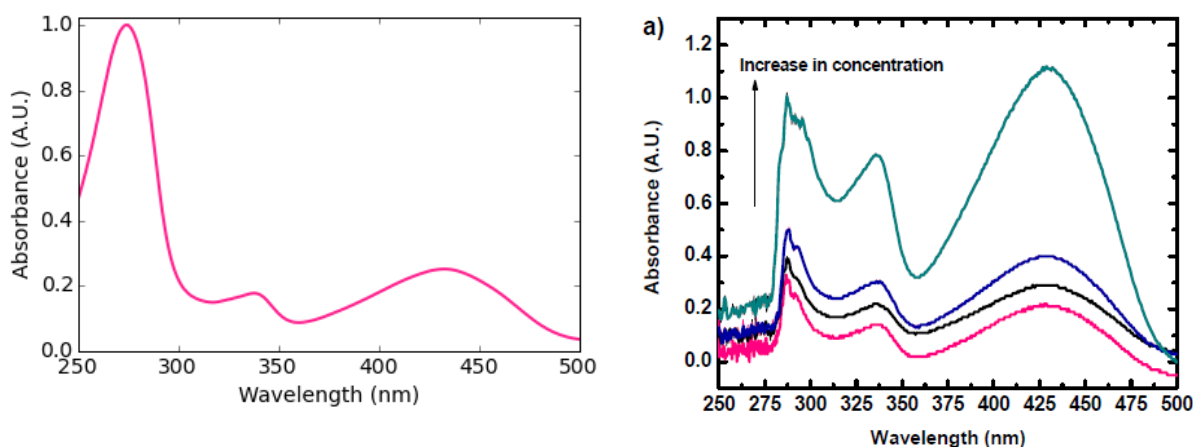 1.0
0.8
0.6
0.4
0.2
0.0
Absorbance (A.U.)
250 300 350 400 450 500
Wavelength (nm)
a)
Increase in concentration
1.2
1.0
0.8
0.6
0.4
0.2
0.0
Absorbance (A.U.)
250 275 300 325 350 375 400 425 450 475 500
Wavelength (nm)